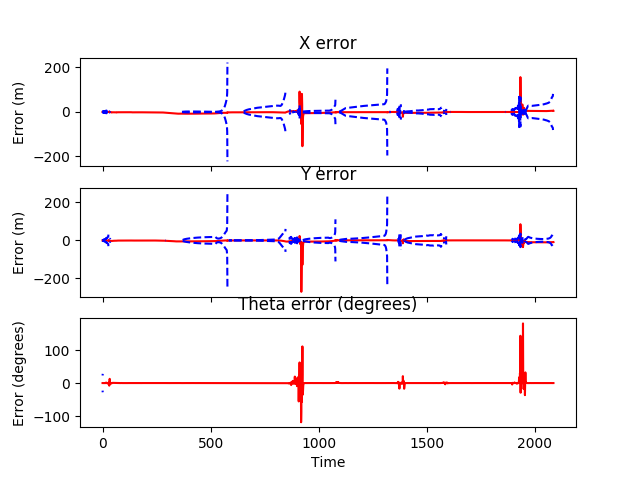 X error
Error (m)
200
0
−200
Y error
Error (m)
200
0
−200
Theta error (degrees)
Error (degrees)
100
0
−100
0 500 1000 1500 2000
Time